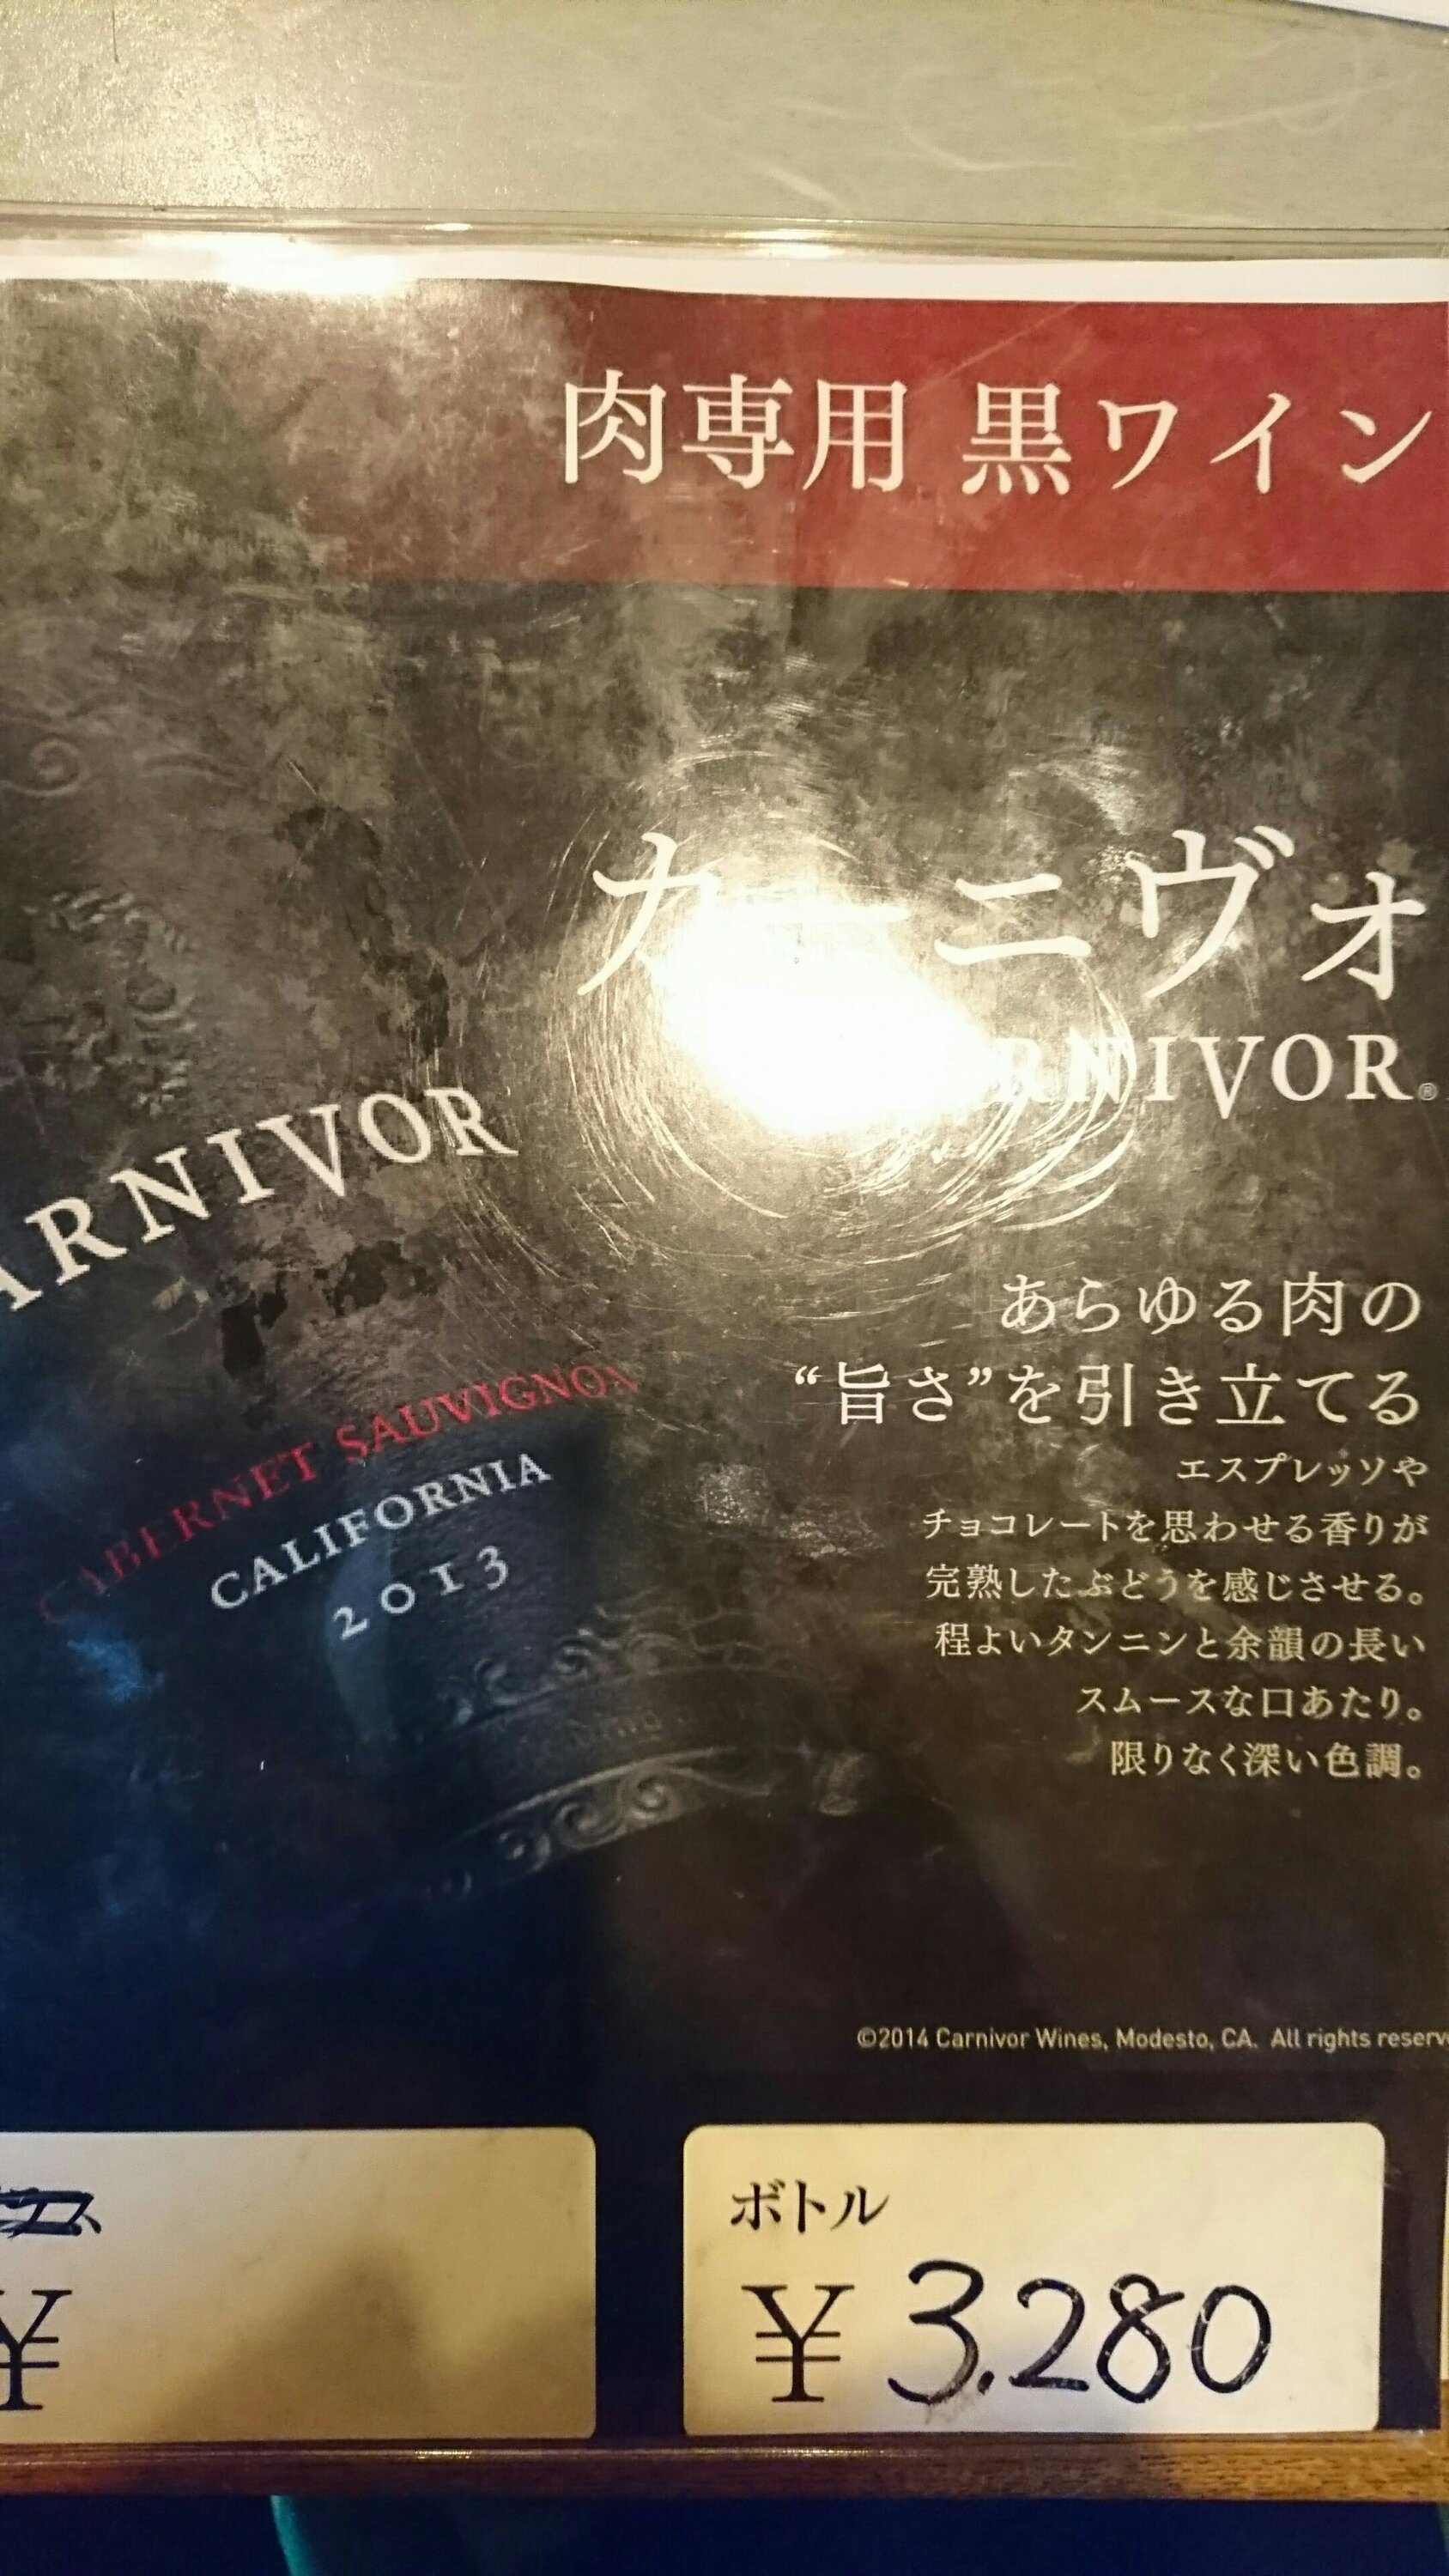 肉専用 黒ワイン
カーニヴォ
RNIVOR®
ARNIVOR
CABERNET SAUVIGNON
CALIFORNIA
2013
あらゆる肉の
“旨さ”を引き立てる
エスプレッソや
チョコレートを思わせる香りが
完熟したぶどうを感じさせる。
程よいタンニンと余韻の長い
スムースな口あたり。
限りなく深い色調。
©2014 Carnivor Wines, Modesto, CA. All rights reserv
¥
ボトル
¥ 3.280